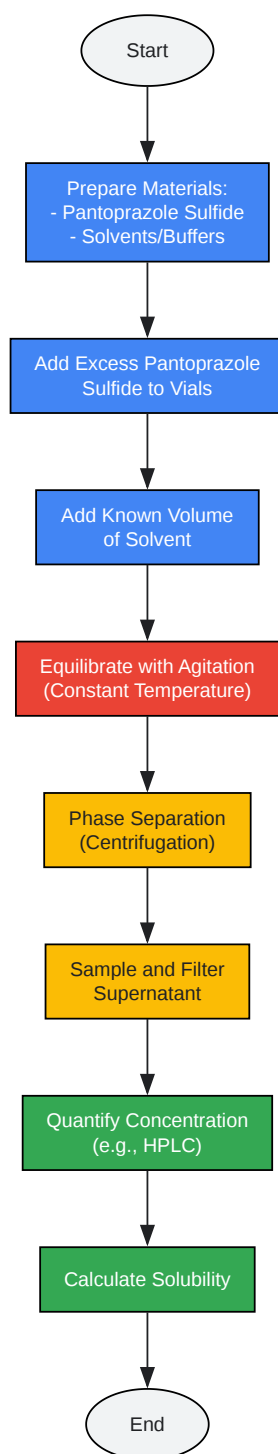 Start
Prepare Materials:
- Pantoprazole Sulfide
- Solvents/Buffers
Add Excess Pantoprazole
Sulfide to Vials
Add Known Volume
of Solvent
Equilibrate with Agitation
(Constant Temperature)
Phase Separation
(Centrifugation)
Sample and Filter
Supernatant
Quantify Concentration
(e.g., HPLC)
Calculate Solubility
End